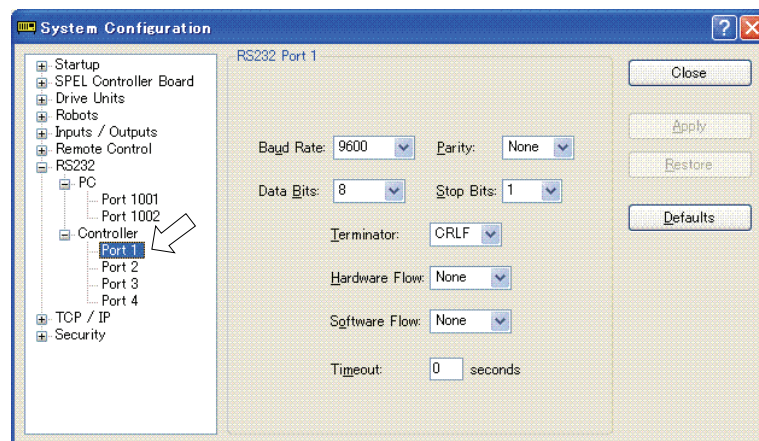 System Configuration
Startup
SPEL Controller Board
Drive Units
Robots
Inputs / Outputs
Remote Control
RS232
PC
Port 1001
Port 1002
Controller
Port 1
Port 2
Port 3
Port 4
TCP / IP
Security
RS232 Port 1
Baud Rate: 9600 Parity: None
Data Bits: 8 Stop Bits: 1
Terminator: CRLF
Hardware Flow: None
Software Flow: None
Timeout: 0 seconds
Close
Apply
Restore
Defaults